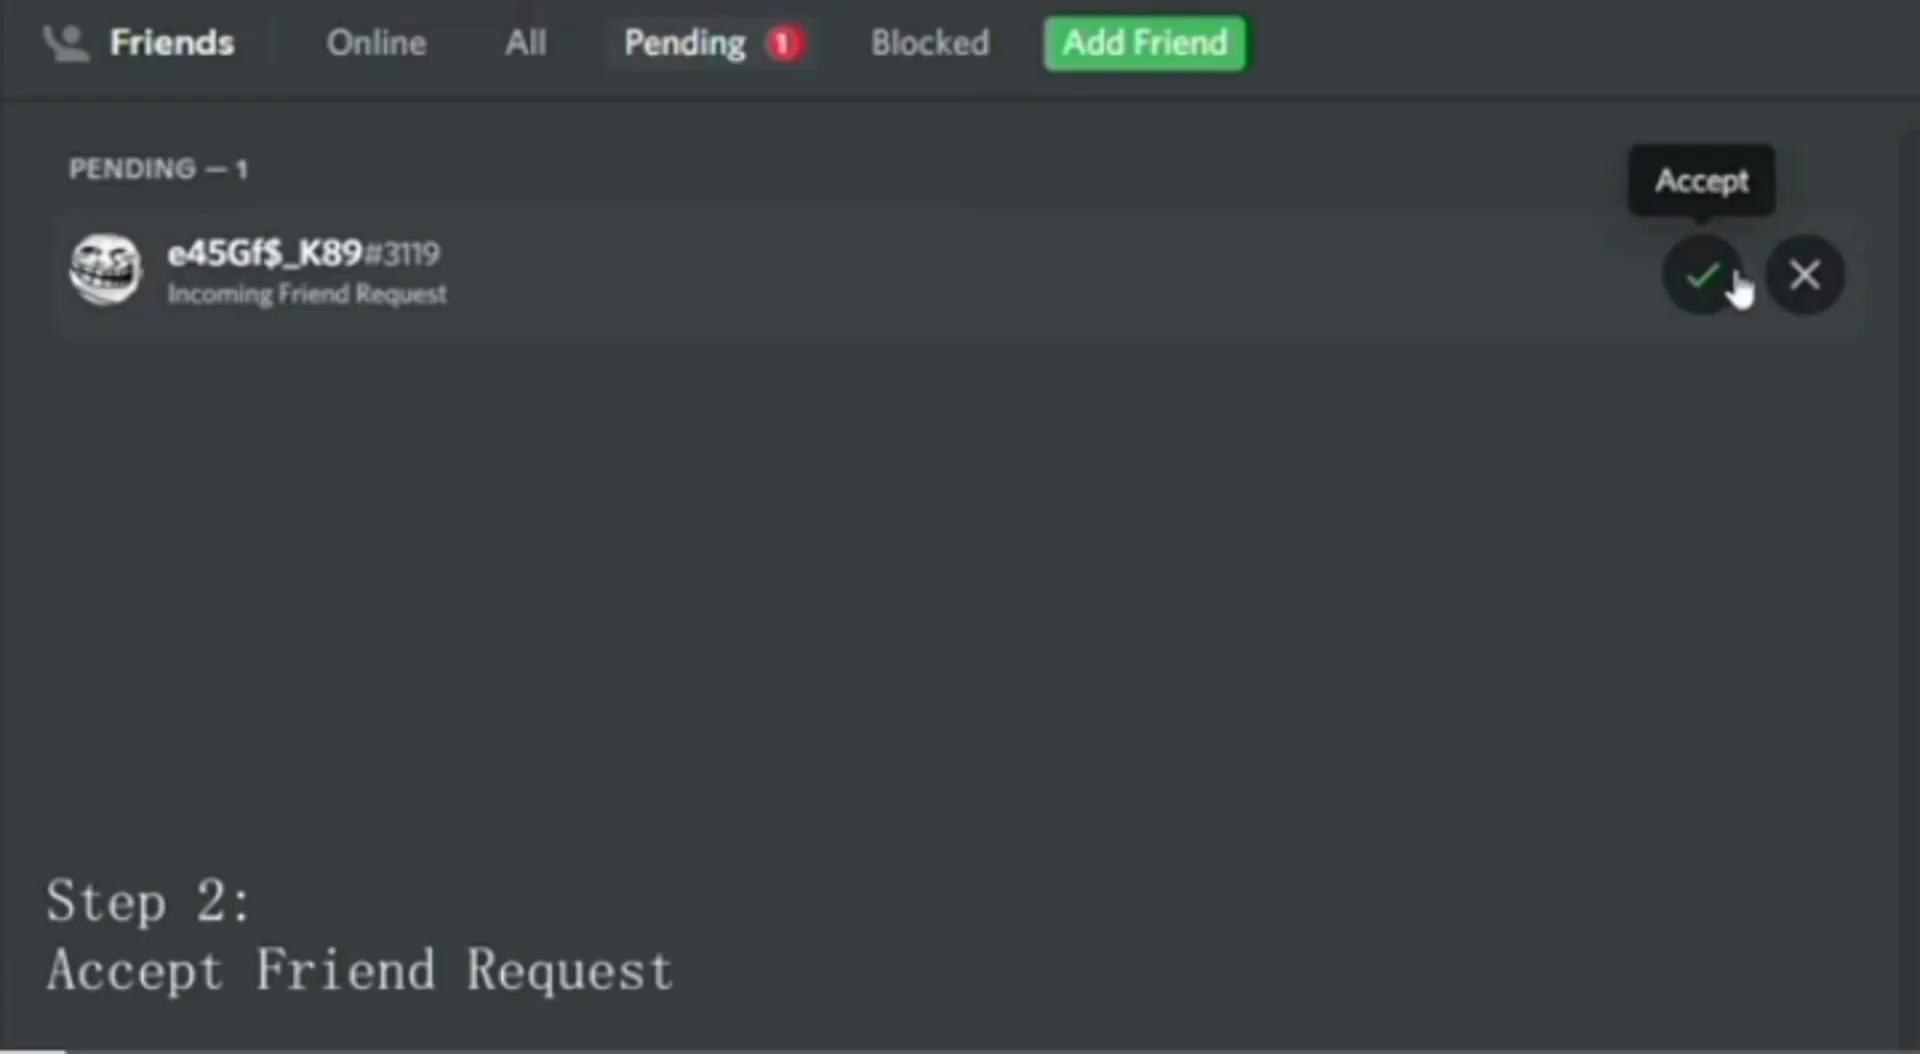 Friends Online All Pending 1 Blocked Add Friend
PENDING — 1
Accept
e45Gf$_K89#3119
Incoming Friend Request
Step 2:
Accept Friend Request